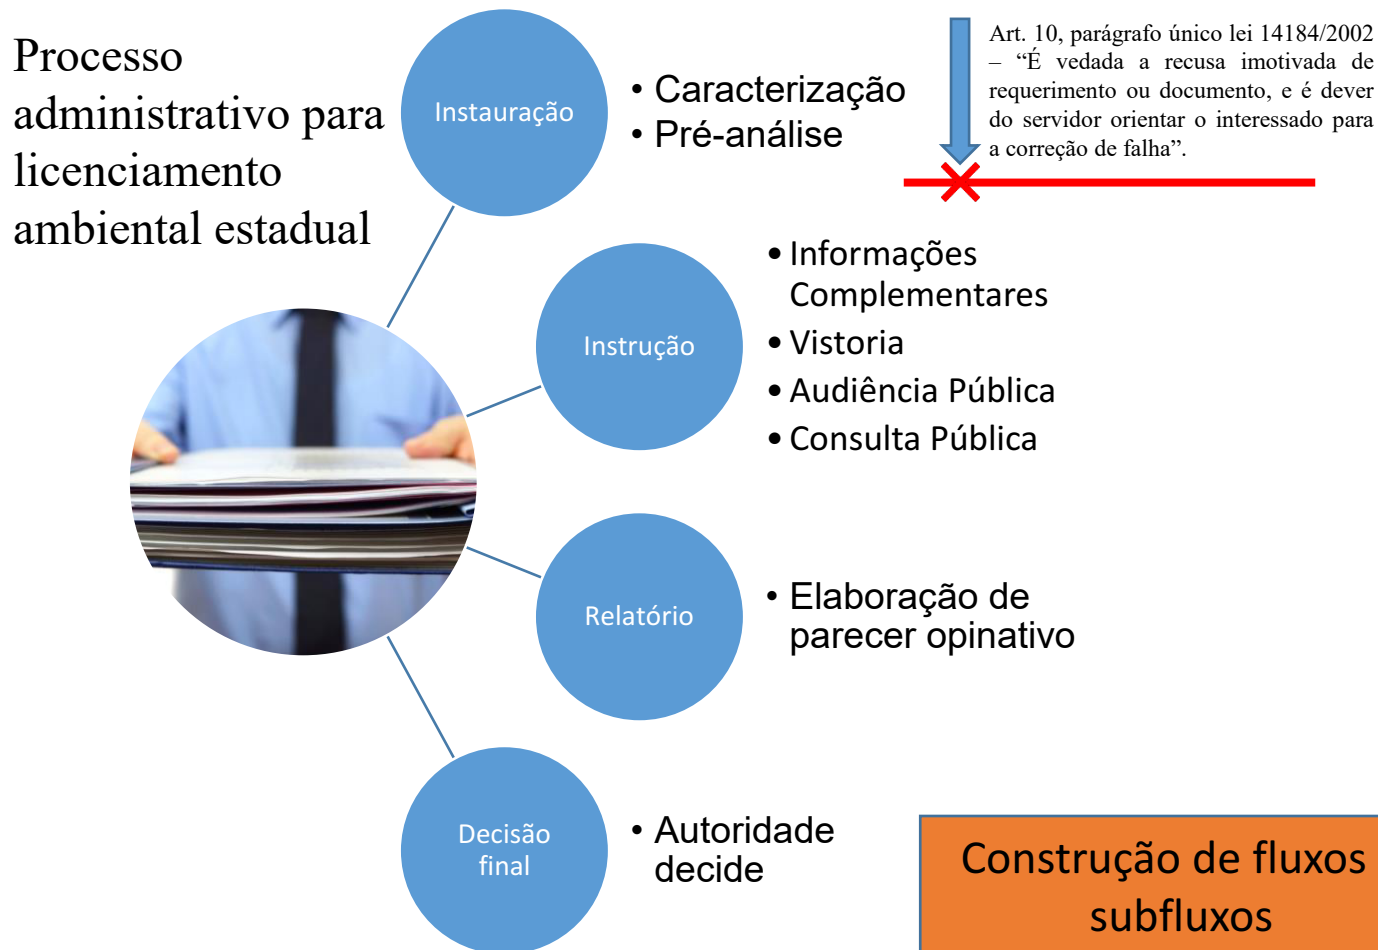 Processo
administrativo para
licenciamento
ambiental estadual
Instauração
• Caracterização
• Pré-análise
Art. 10, parágrafo único lei 14184/2002
– “É vedada a recusa imotivada de
requerimento ou documento, e é dever
do servidor orientar o interessado para
a correção de falha”.
Instrução
• Informações
Complementares
• Vistoria
• Audiência Pública
• Consulta Pública
Relatório
• Elaboração de
parecer opinativo
Decisão
final
• Autoridade
decide
Construção de fluxos
subfluxos